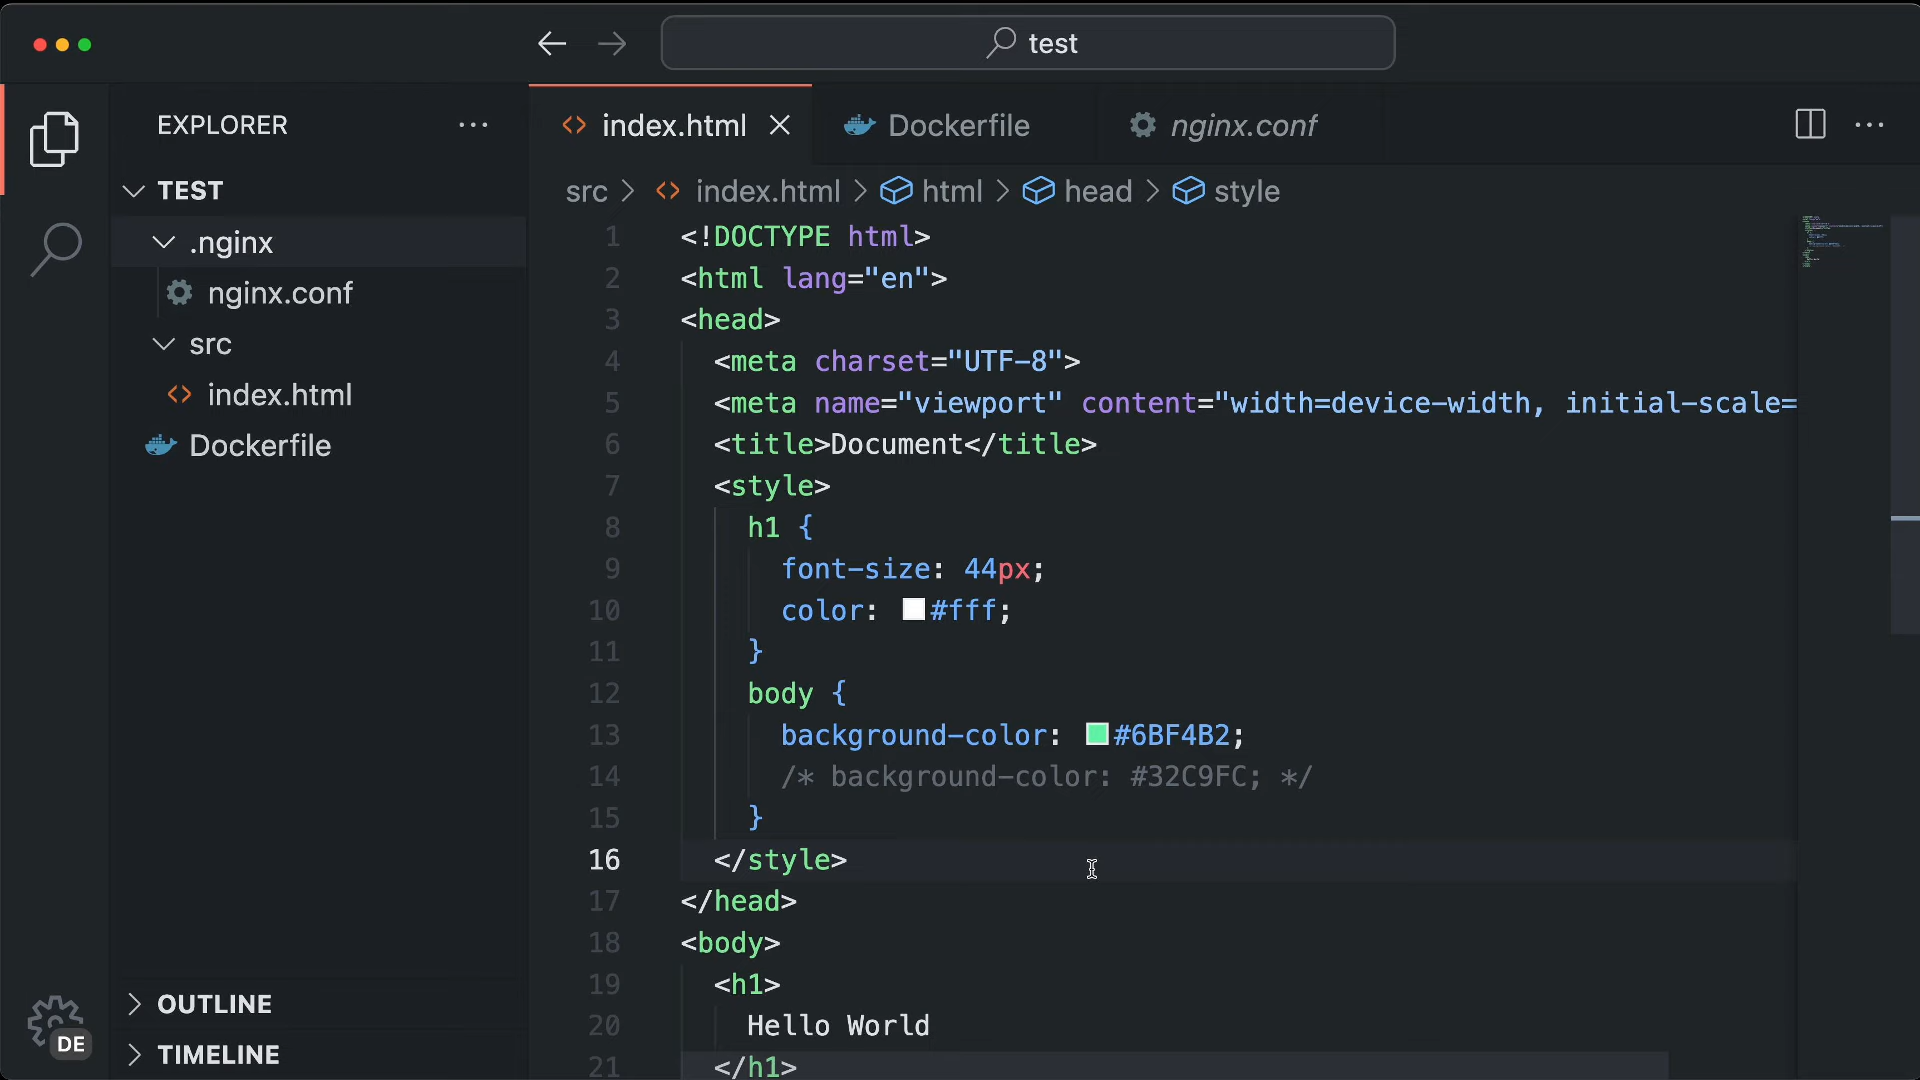 test
EXPLORER
index.html
Dockerfile
nginx.conf
TEST
.nginx
nginx.conf
src
index.html
Dockerfile
OUTLINE
TIMELINE
DE
src > index.html > html > head > style
1 <!DOCTYPE html>
2 <html lang="en">
3 <head>
4 <meta charset="UTF-8">
5 <meta name="viewport" content="width=device-width, initial-scale=
6 <title>Document</title>
7 <style>
8 h1 {
9 font-size: 44px;
10 color: #fff;
11 }
12 body {
13 background-color: #6BF4B2;
14 /* background-color: #32C9FC; */
15 }
16 </style>
17 </head>
18 <body>
19 <h1>
20 Hello World
21 </h1>